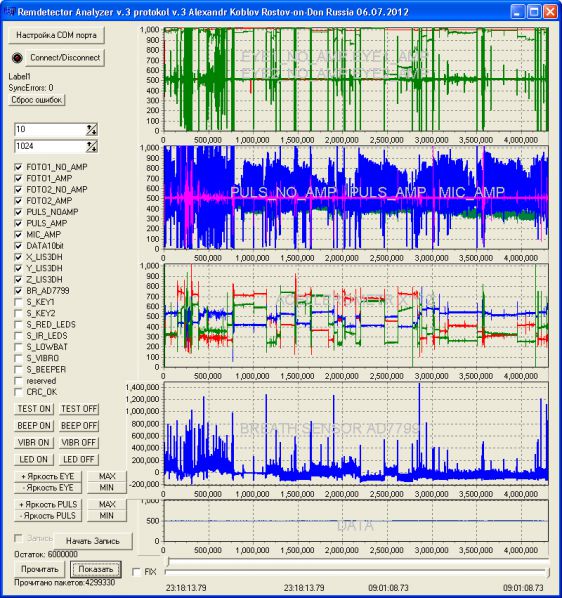 Remdetector Analyzer v.3 protokol v.3 Alexandr Koblov Rostov-on-Don Russia 06.07.2012
Настройка COM порта
Connect/Disconnect
Label1
SyncErrors: 0
Сброс ошибок
10
1024
FOTO1_NO_AMP
FOTO1_AMP
FOTO2_NO_AMP
FOTO2_AMP
PULS_NOAMP
PULS_AMP
MIC_AMP
DATA10bit
X_LIS3DH
Y_LIS3DH
Z_LIS3DH
BR_AD7799
S_KEY1
S_KEY2
S_RED_LEDS
S_IR_LEDS
S_LOWBAT
S_VIBRO
S_BEEPER
reserved
CRC_OK
TEST ON TEST OFF
BEEP ON BEEP OFF
VIBR ON VIBR OFF
LED ON LED OFF
+ Яркость EYE MAX
- Яркость EYE MIN
+ Яркость PULS MAX
- Яркость PULS MIN
Запись Начать Запись
Остаток: 6000000
Прочитать Показать
Прочитано пакетов:4299330
1,000
900
800
700
600
500
400
300
200
100
0
0 500,000 1,000,000 1,500,000 2,000,000 2,500,000 3,000,000 3,500,000 4,000,000
1,000
900
800
700
600
500
400
300
200
100
0
PULS_NO_AMP PULS_AMP MIC_AMP
0 500,000 1,000,000 1,500,000 2,000,000 2,500,000 3,000,000 3,500,000 4,000,000
1,000
900
800
700
600
500
400
300
200
100
0
0 500,000 1,000,000 1,500,000 2,000,000 2,500,000 3,000,000 3,500,000 4,000,000
1,400,000
1,200,000
1,000,000
800,000
600,000
400,000
200,000
0
-200,000
BREATH SENSOR AD7799
0 500,000 1,000,000 1,500,000 2,000,000 2,500,000 3,000,000 3,500,000 4,000,000
1,000
500
0
DATA
0 500,000 1,000,000 1,500,000 2,000,000 2,500,000 3,000,000 3,500,000 4,000,000
FIX
23:18:13.79 23:18:13.79 09:01:08.73 09:01:08.73